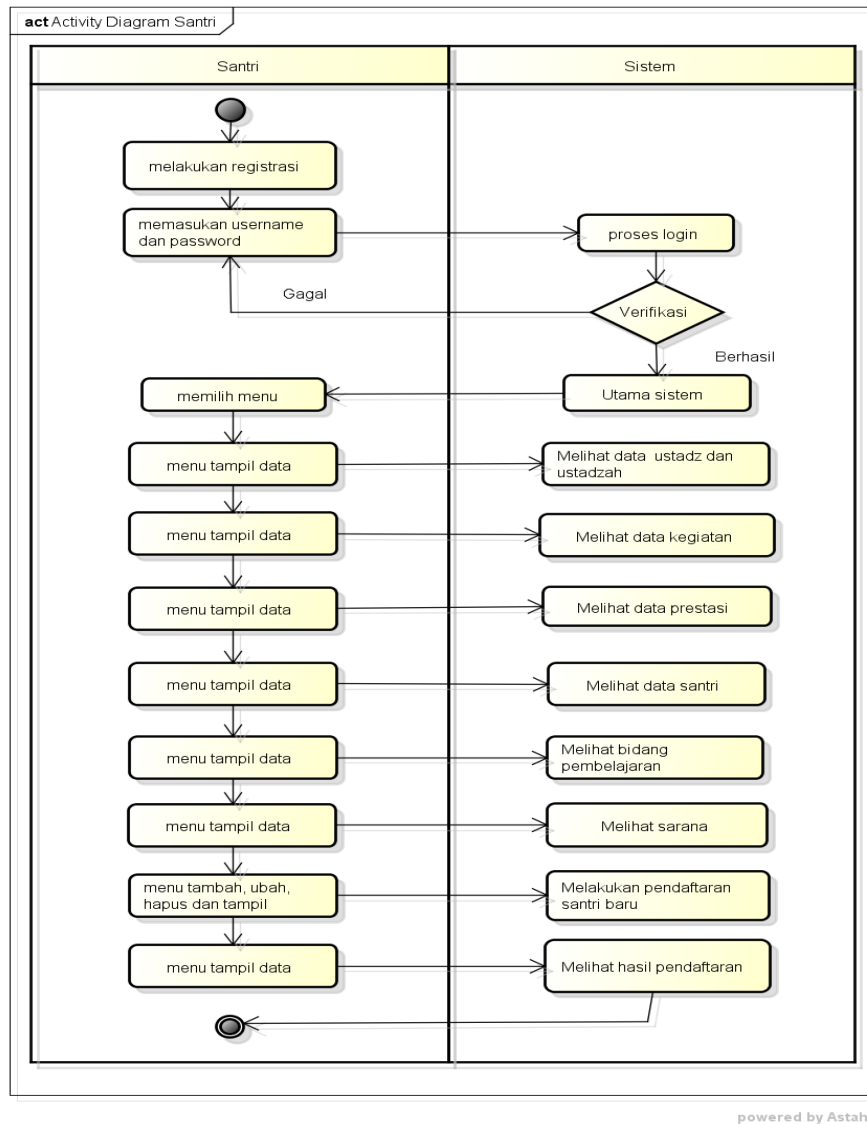 act Activity Diagram Santri
Santri
Sistem
melakukan registrasi
memasukan username
dan password
proses login
Gagal
Verifikasi
Berhasil
memilih menu
Utama sistem
menu tampil data
Melihat data ustadz dan
ustadzah
menu tampil data
Melihat data kegiatan
menu tampil data
Melihat data prestasi
menu tampil data
Melihat data santri
menu tampil data
Melihat bidang
pembelajaran
menu tampil data
Melihat sarana
menu tambah, ubah,
hapus dan tampil
Melakukan pendaftaran
santri baru
menu tampil data
Melihat hasil pendaftaran
powered by Astah